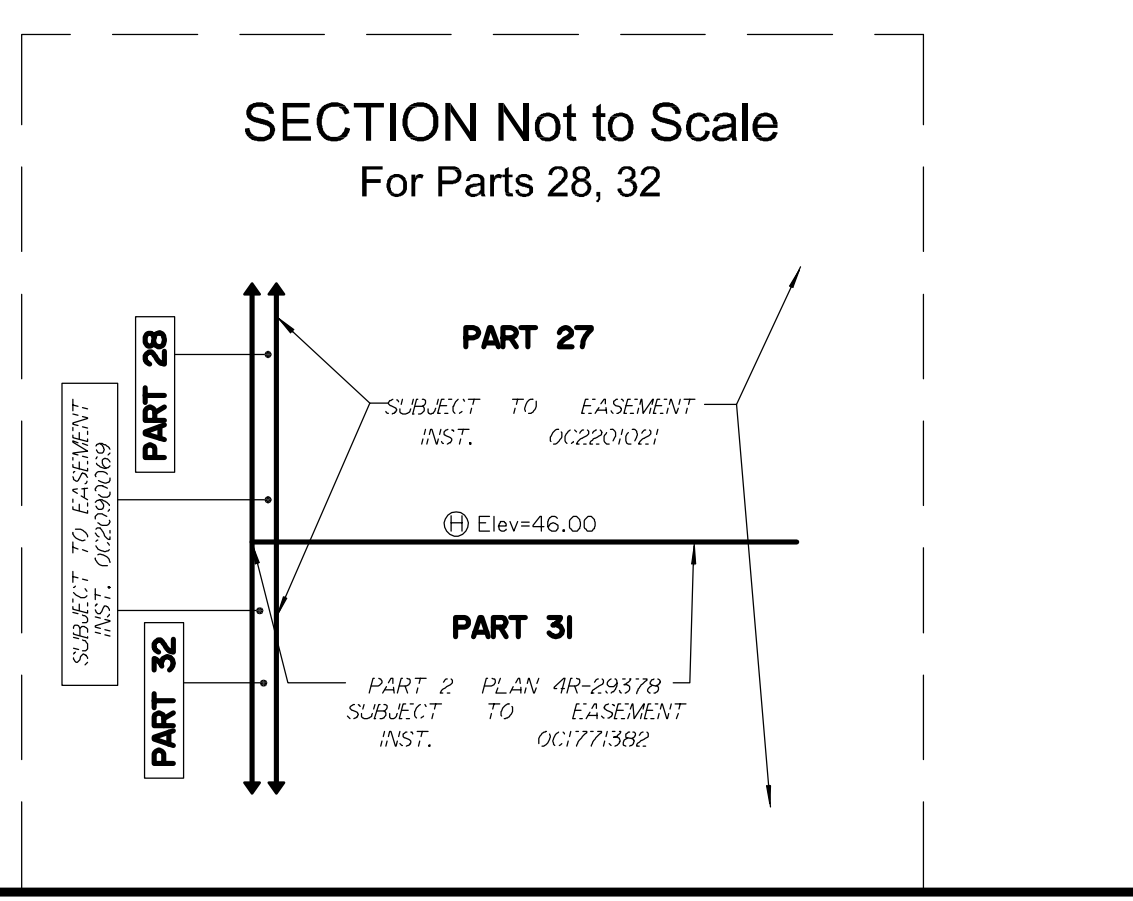 SECTION Not to Scale
For Parts 28, 32
PART 28
PART 27
SUBJECT TO EASEMENT
INST. OC2201021
SUBJECT TO EASEMENT
INST. OC2090069
H Elev=46.00
PART 32
PART 31
PART 2 PLAN 4R-29378
SUBJECT TO EASEMENT
INST. OC1771382